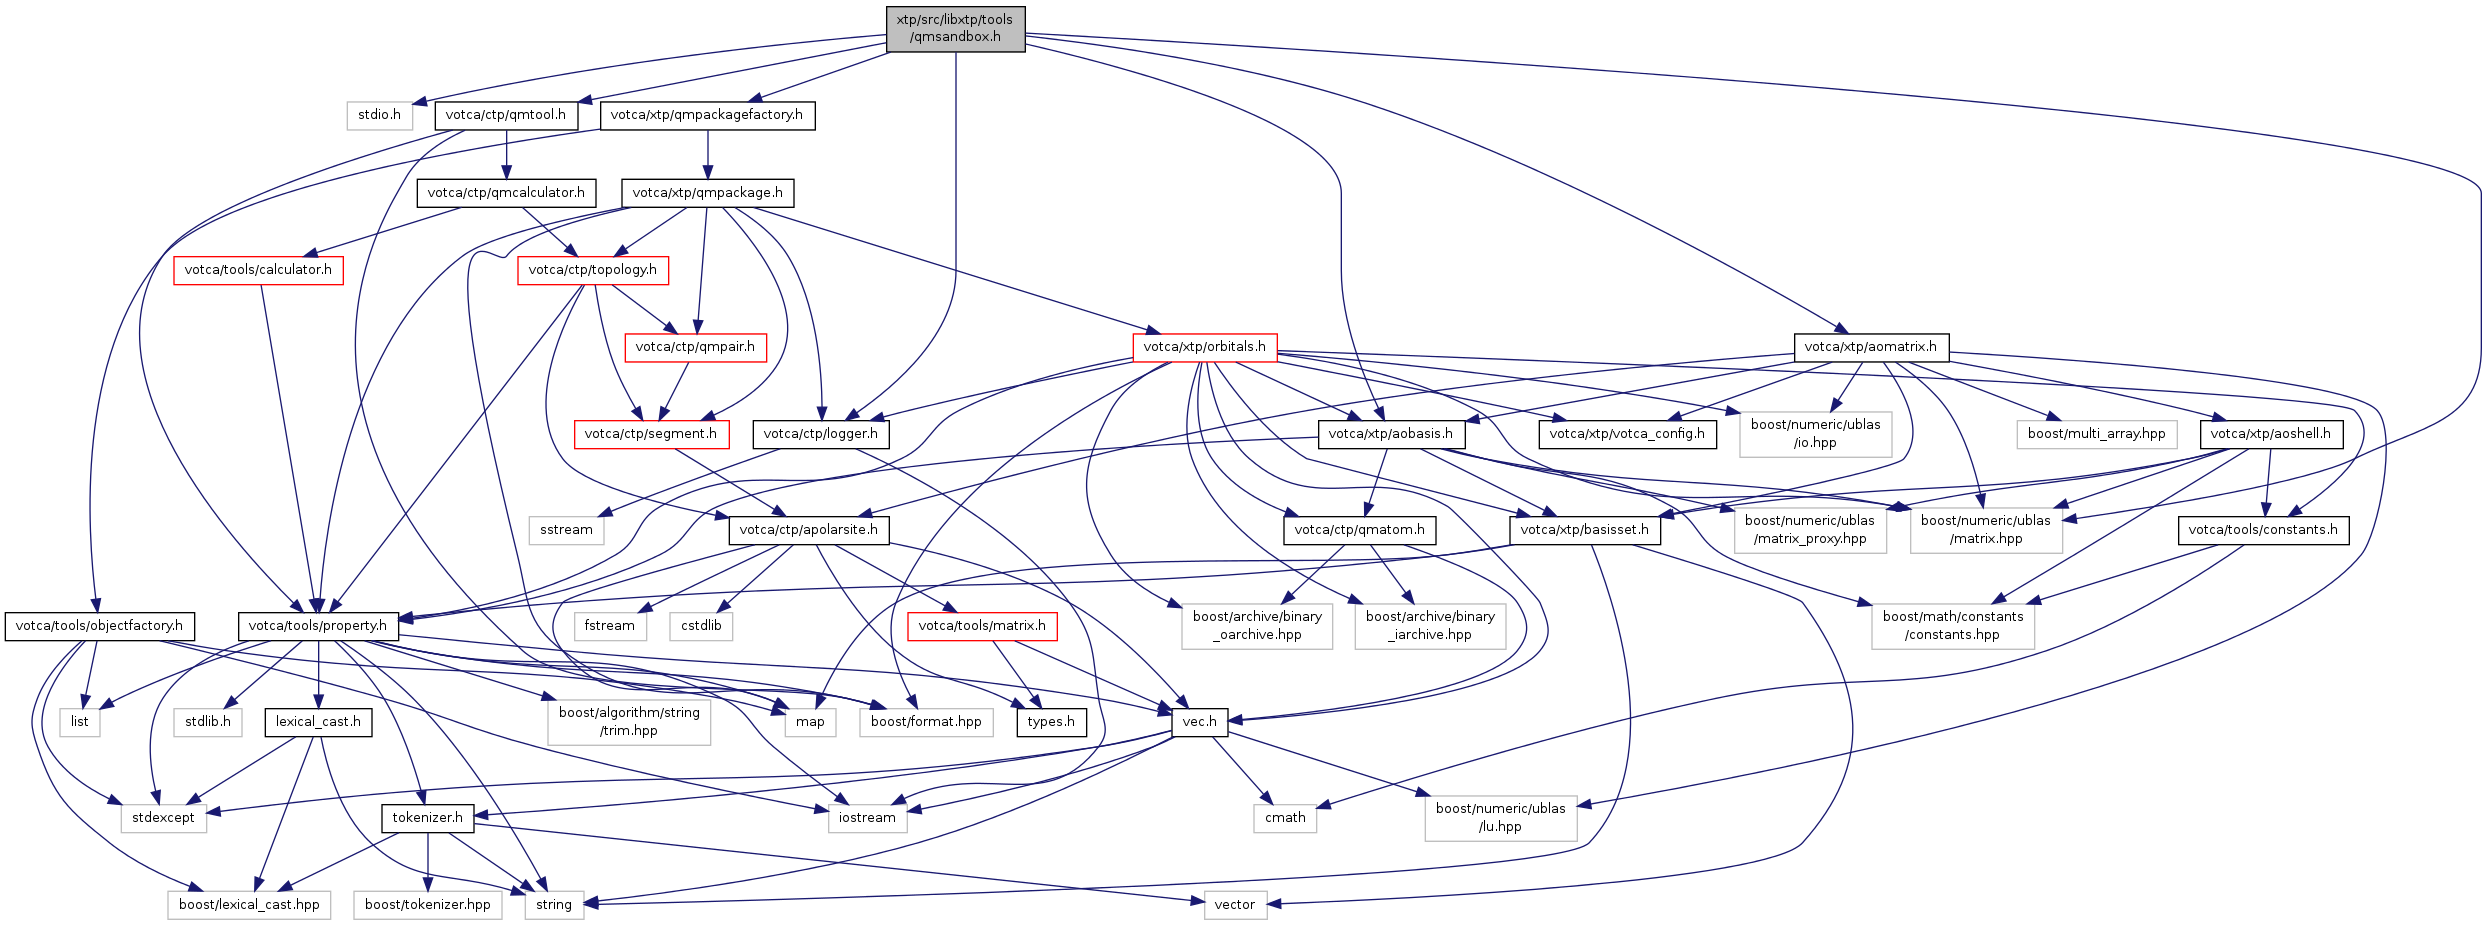 xtp/src/libxtp/tools
/qmsandbox.h
stdio.h
votca/ctp/qmtool.h
votca/xtp/qmpackagefactory.h
votca/ctp/qmcalculator.h
votca/xtp/qmpackage.h
votca/tools/calculator.h
votca/ctp/topology.h
votca/ctp/qmpair.h
votca/xtp/orbitals.h
votca/xtp/aomatrix.h
votca/ctp/segment.h
votca/ctp/logger.h
votca/xtp/aobasis.h
votca/xtp/votca_config.h
boost/numeric/ublas
/io.hpp
boost/multi_array.hpp
votca/xtp/aoshell.h
sstream
votca/ctp/apolarsite.h
votca/ctp/qmatom.h
votca/xtp/basisset.h
boost/numeric/ublas
/matrix_proxy.hpp
boost/numeric/ublas
/matrix.hpp
votca/tools/constants.h
votca/tools/objectfactory.h
votca/tools/property.h
fstream
cstdlib
votca/tools/matrix.h
boost/archive/binary
_oarchive.hpp
boost/archive/binary
_iarchive.hpp
boost/math/constants
/constants.hpp
list
stdlib.h
lexical_cast.h
boost/algorithm/string
/trim.hpp
map
boost/format.hpp
types.h
vec.h
stdexcept
tokenizer.h
iostream
cmath
boost/numeric/ublas
/lu.hpp
boost/lexical_cast.hpp
boost/tokenizer.hpp
string
vector